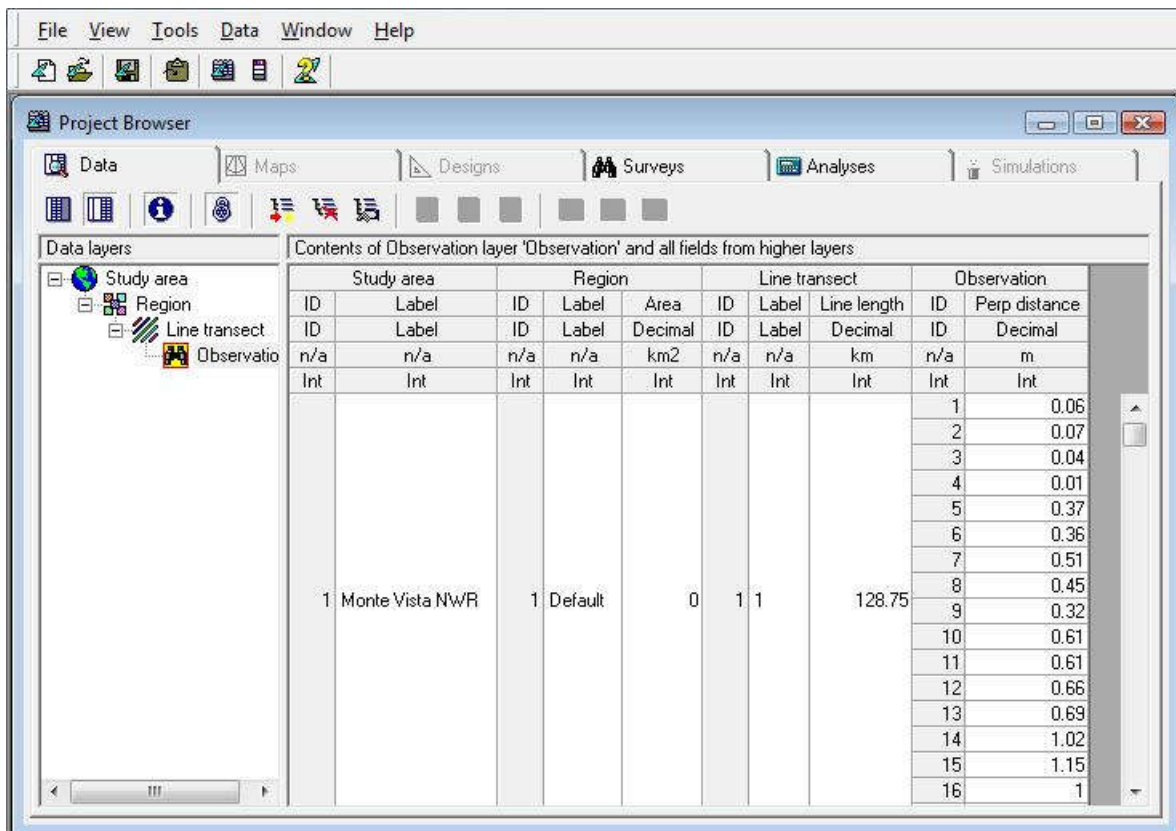 File View Tools Data Window Help
Project Browser
Data Maps Designs Surveys Analyses Simulations
Data layers
Study area
Region
Line transect
Observatio
Contents of Observation layer 'Observation' and all fields from higher layers
Study area Region Line transect Observation
ID Label ID Label Area ID Label Line length ID Perp distance
ID Label ID Label Decimal ID Label Decimal ID Decimal
n/a n/a n/a n/a km2 n/a n/a km n/a m
Int Int Int Int Int Int Int Int Int Int
1 Monte Vista NWR 1 Default 0 1 1 128.75
1 0.06
2 0.07
3 0.04
4 0.01
5 0.37
6 0.36
7 0.51
8 0.45
9 0.32
10 0.61
11 0.61
12 0.66
13 0.69
14 1.02
15 1.15
16 1